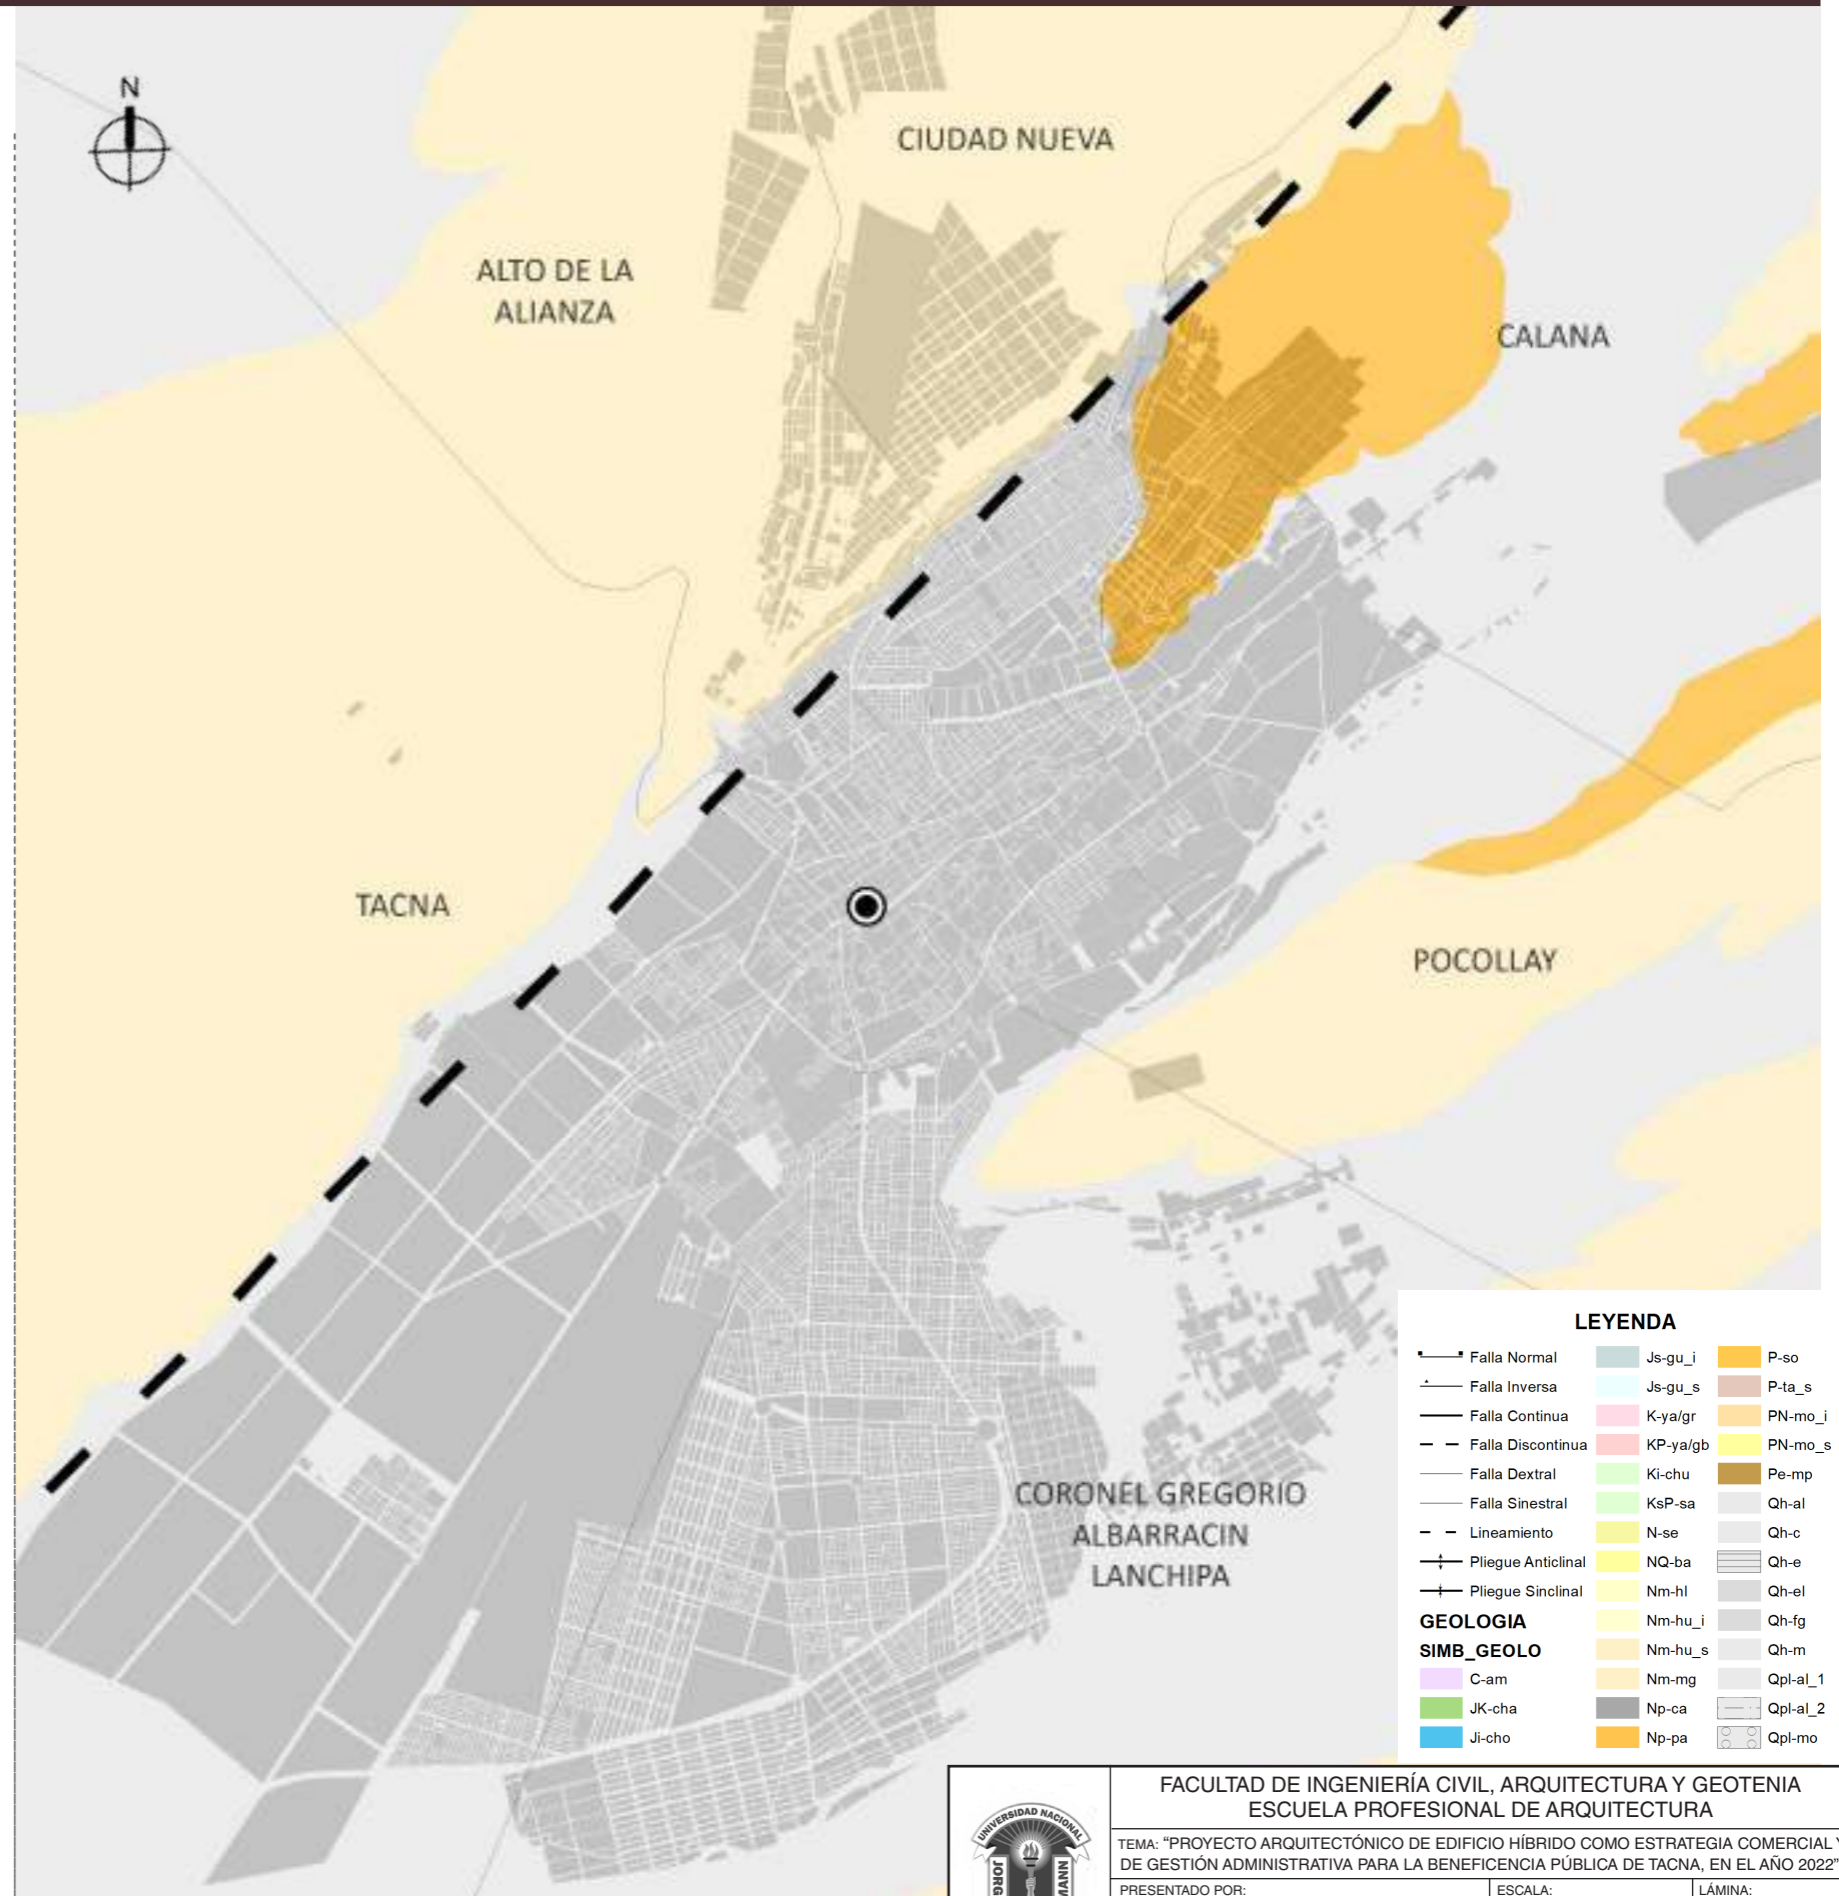 N
CIUDAD NUEVA
ALTO DE LA
ALIANZA
CALANA
TACNA
POCOLLAY
CORONEL GREGORIO
ALBARRACIN
LANCHIPA
LEYENDA
Falla Normal
Falla Inversa
Falla Continua
Falla Discontinua
Falla Dextral
Falla Sinestral
Lineamiento
Pliegue Anticlinal
Pliegue Sinclinal
GEOLOGIA
SIMB_GEOLO
C-am
JK-cha
Ji-cho
Js-gu_i
Js-gu_s
K-ya/gr
KP-ya/gb
Ki-chu
KsP-sa
N-se
NQ-ba
Nm-hl
Nm-hu_i
Nm-hu_s
Nm-mg
Np-ca
Np-pa
P-so
P-ta_s
PN-mo_i
PN-mo_s
Pe-mp
Qh-al
Qh-c
Qh-e
Qh-el
Qh-fg
Qh-m
Qpl-al_1
Qpl-al_2
Qpl-mo
UNIVERSIDAD NACIONAL
JORG
MANN
FACULTAD DE INGENIERÍA CIVIL, ARQUITECTURA Y GEOTENIA
ESCUELA PROFESIONAL DE ARQUITECTURA
TEMA: “PROYECTO ARQUITECTÓNICO DE EDIFICIO HÍBRIDO COMO ESTRATEGIA COMERCIAL Y
DE GESTIÓN ADMINISTRATIVA PARA LA BENEFICENCIA PÚBLICA DE TACNA, EN EL AÑO 2022”
PRESENTADO POR:
ESCALA:
LÁMINA: